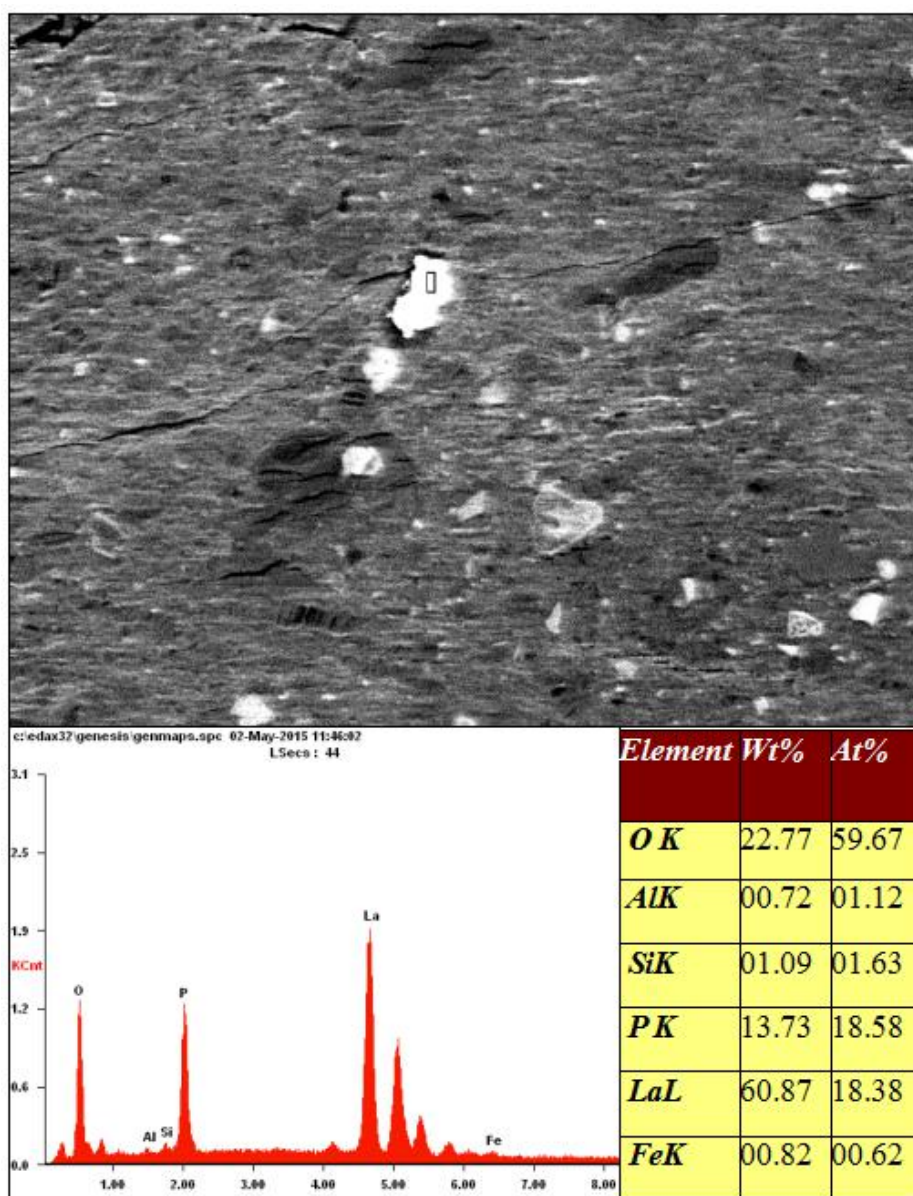 c:\edax32\genesis\genmaps.spc 02-May-2015 11:46:02
LSecs : 44
3.1
2.5
1.9
KCnt
1.2
0.6
0.0
O
Al
Si
P
La
Fe
1.00 2.00 3.00 4.00 5.00 6.00 7.00 8.00
Element Wt% At%
O K 22.77 59.67
AlK 00.72 01.12
SiK 01.09 01.63
P K 13.73 18.58
LaL 60.87 18.38
FeK 00.82 00.62